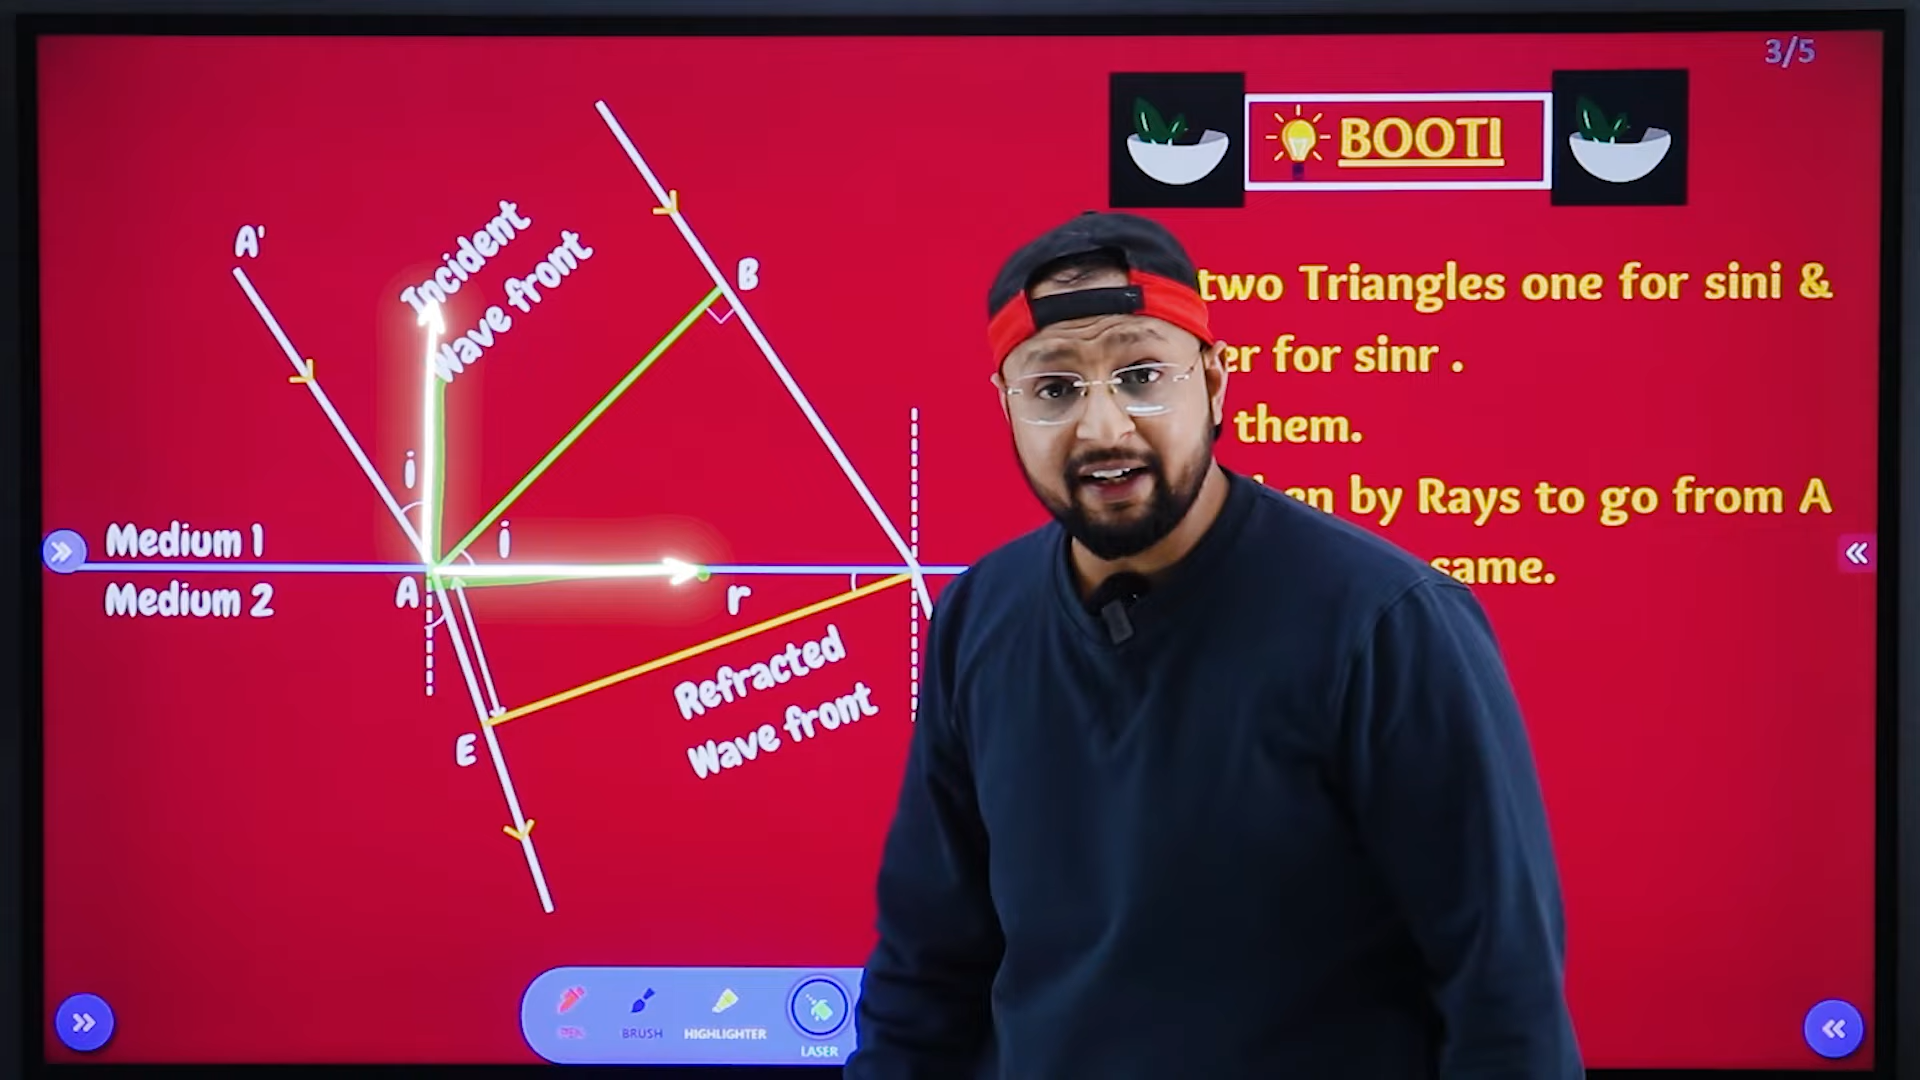 3/5
BOOTI
two Triangles one for sini &
er for sinr .
them.
en by Rays to go from A
same.
A'
Incident
Wave front
B
i
i
Medium 1
A
Medium 2
r
Refracted
Wave front
E
PEN
BRUSH
HIGHLIGHTER
LASER